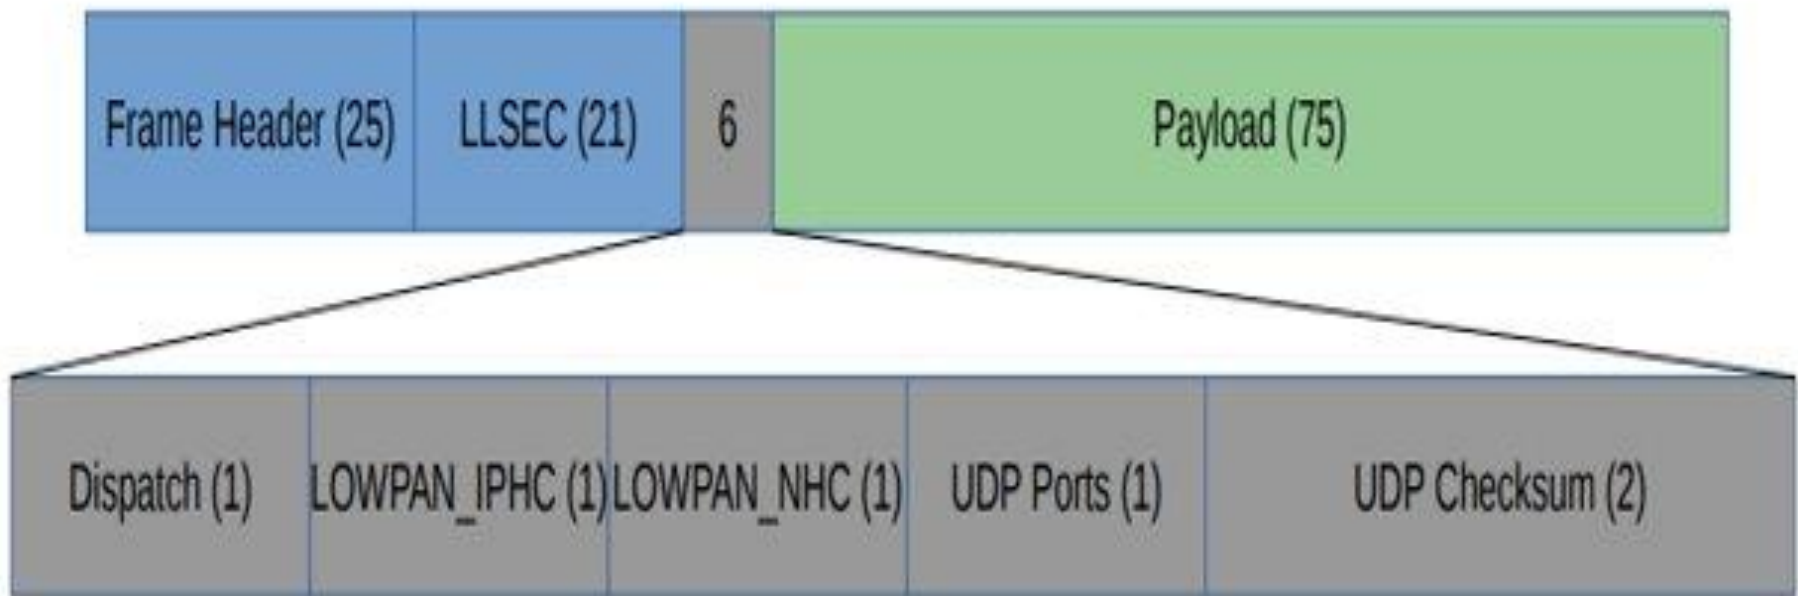 Frame Header (25) LLSEC (21) 6 Payload (75)
Dispatch (1) LOWPAN_IPHC (1) LOWPAN_NHC (1) UDP Ports (1) UDP Checksum (2)